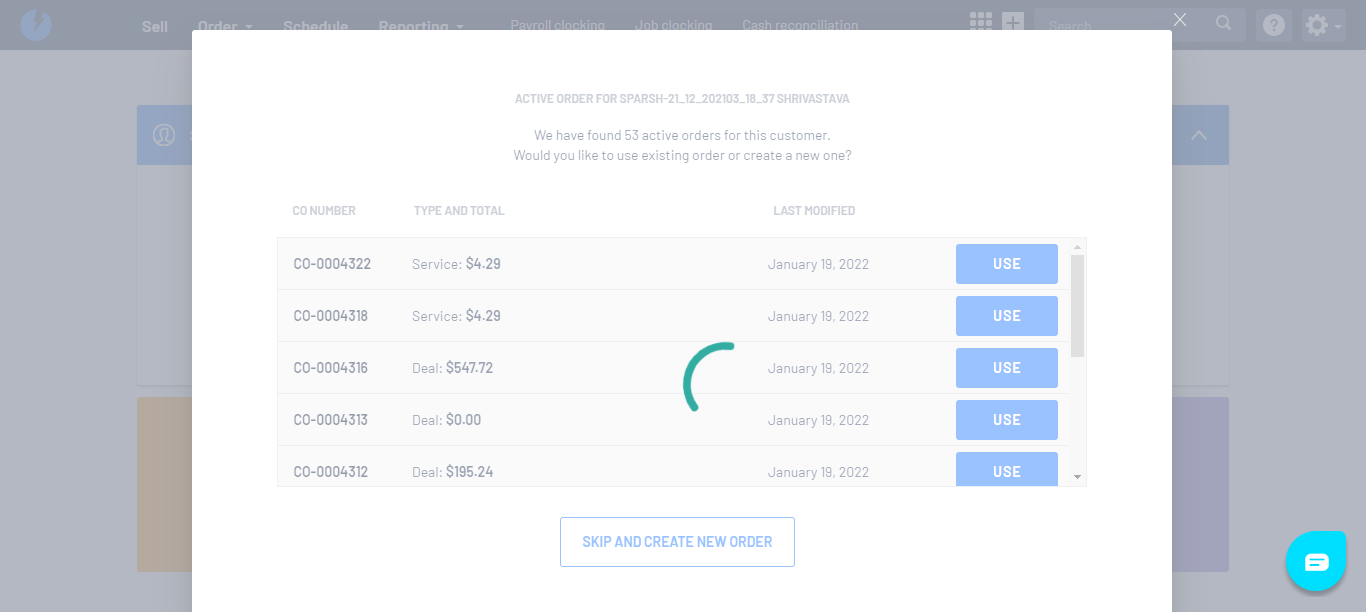 Sell Order Schedule Reporting Payroll clocking Job clocking Cash reconciliation Search
ACTIVE ORDER FOR SPARSH-21_12_202103_18_37 SHRIVASTAVA
We have found 53 active orders for this customer.
Would you like to use existing order or create a new one?
CO NUMBER TYPE AND TOTAL LAST MODIFIED
CO-0004322 Service: $4.29 January 19, 2022 USE
CO-0004318 Service: $4.29 January 19, 2022 USE
CO-0004316 Deal: $547.72 January 19, 2022 USE
CO-0004313 Deal: $0.00 January 19, 2022 USE
CO-0004312 Deal: $195.24 January 19, 2022 USE
SKIP AND CREATE NEW ORDER